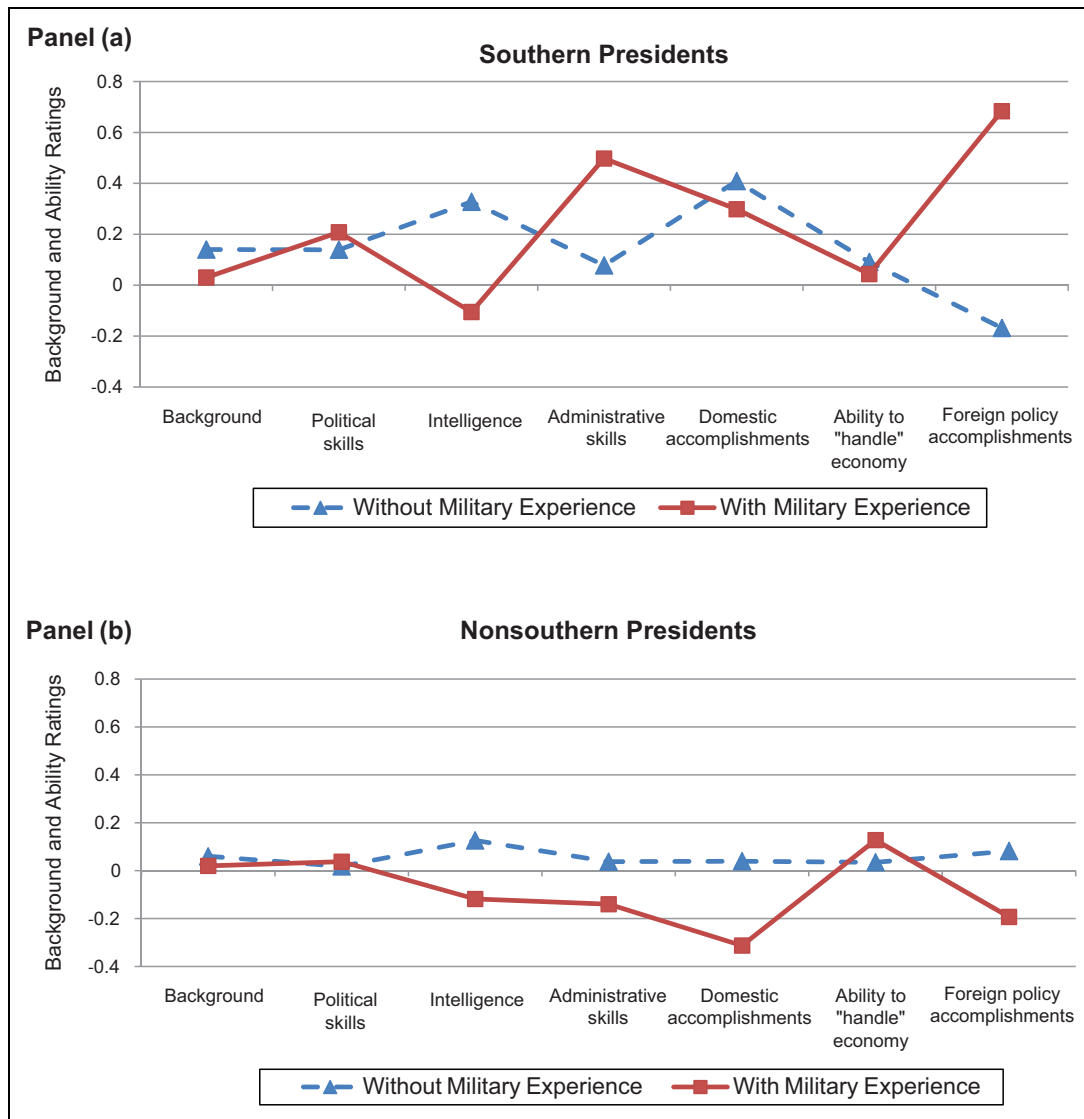 Panel (a)
Southern Presidents
Background and Ability Ratings
0.8
0.6
0.4
0.2
0
-0.2
-0.4
Background
Political
skills
Intelligence
Administrative
skills
Domestic
accomplishments
Ability to
"handle"
economy
Foreign policy
accomplishments
Without Military Experience
With Military Experience
Panel (b)
Nonsouthern Presidents
Background and Ability Ratings
0.8
0.6
0.4
0.2
0
-0.2
-0.4
Background
Political
skills
Intelligence
Administrative
skills
Domestic
accomplishments
Ability to
"handle"
economy
Foreign policy
accomplishments
Without Military Experience
With Military Experience